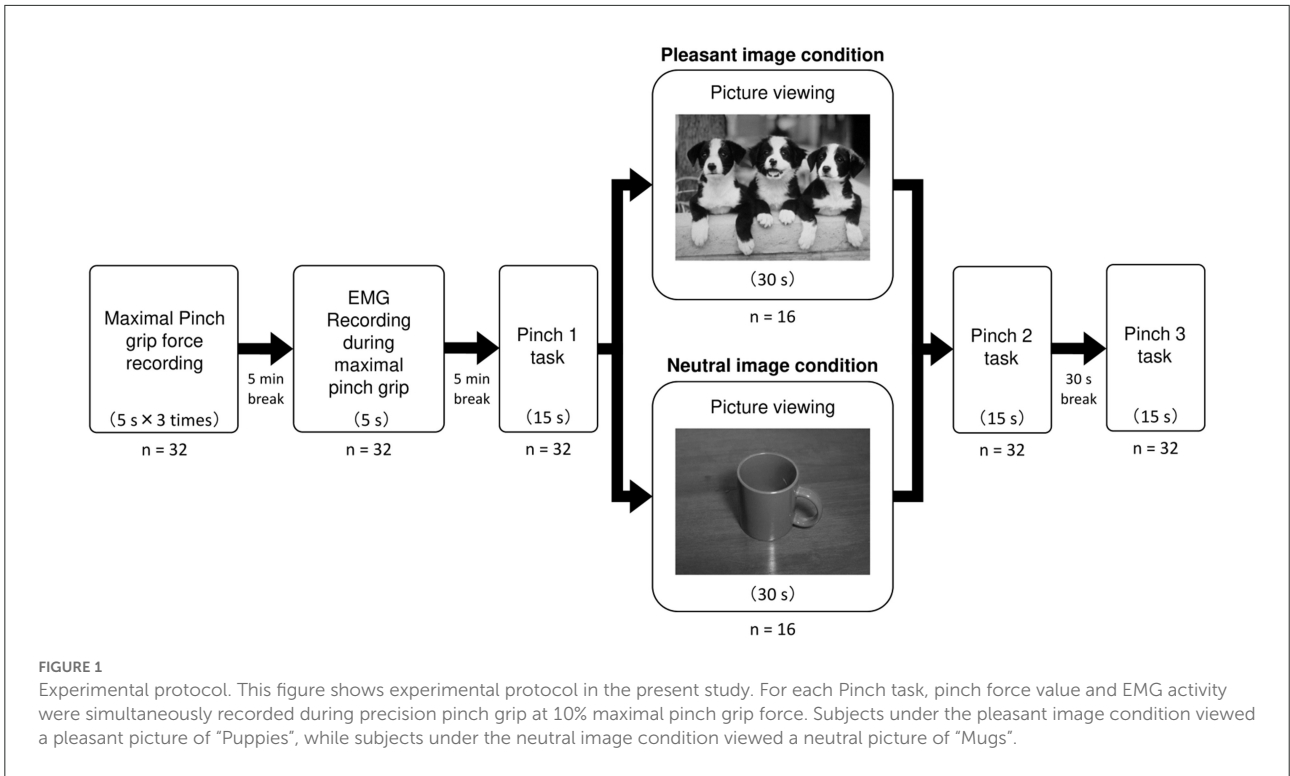 Pleasant image condition
Picture viewing
(30 s)
n = 16
Maximal Pinch
grip force
recording
(5 s×3 times)
n = 32
5 min
break
EMG
Recording
during
maximal
pinch grip
(5 s)
n = 32
5 min
break
Pinch 1
task
(15 s)
n = 32
Neutral image condition
Picture viewing
(30 s)
n = 16
Pinch 2
task
(15 s)
n = 32
30 s
break
Pinch 3
task
(15 s)
n = 32
FIGURE 1
Experimental protocol. This figure shows experimental protocol in the present study. For each Pinch task, pinch force value and EMG activity
were simultaneously recorded during precision pinch grip at 10% maximal pinch grip force. Subjects under the pleasant image condition viewed
a pleasant picture of “Puppies”, while subjects under the neutral image condition viewed a neutral picture of “Mugs”.